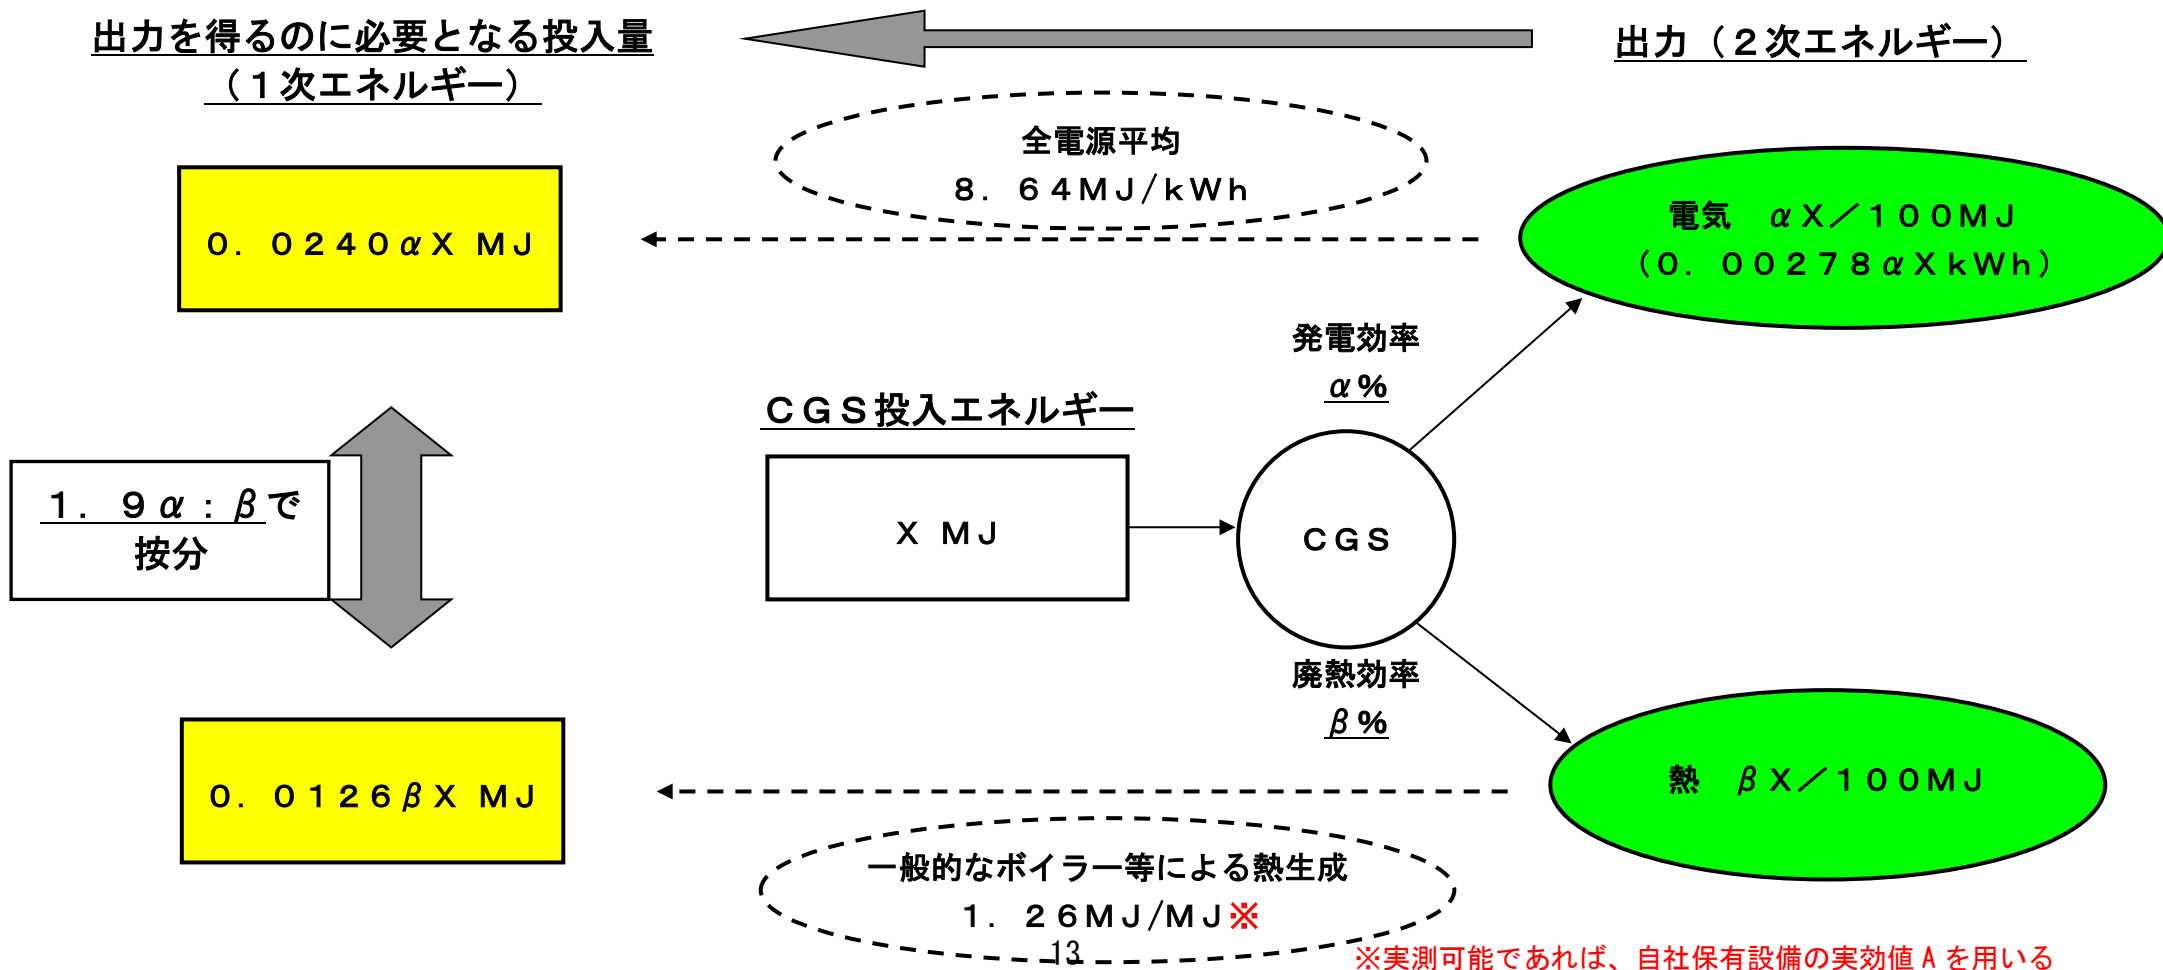 出力を得るのに必要となる投入量
（１次エネルギー）
出力（２次エネルギー）
全電源平均
８．６４ＭＪ/ｋＷｈ
０．０２４０αＸ ＭＪ
電気　αＸ／１００ＭＪ
（０．００２７８αＸｋＷｈ）
発電効率
α%
ＣＧＳ投入エネルギー
１．９α：βで
按分
Ｘ ＭＪ
ＣＧＳ
廃熱効率
β%
０．０１２６βＸ ＭＪ
熱　βＸ／１００ＭＪ
一般的なボイラー等による熱生成
１．２６ＭＪ/ＭＪ※
13
※実測可能であれば、自社保有設備の実効値 A を用いる